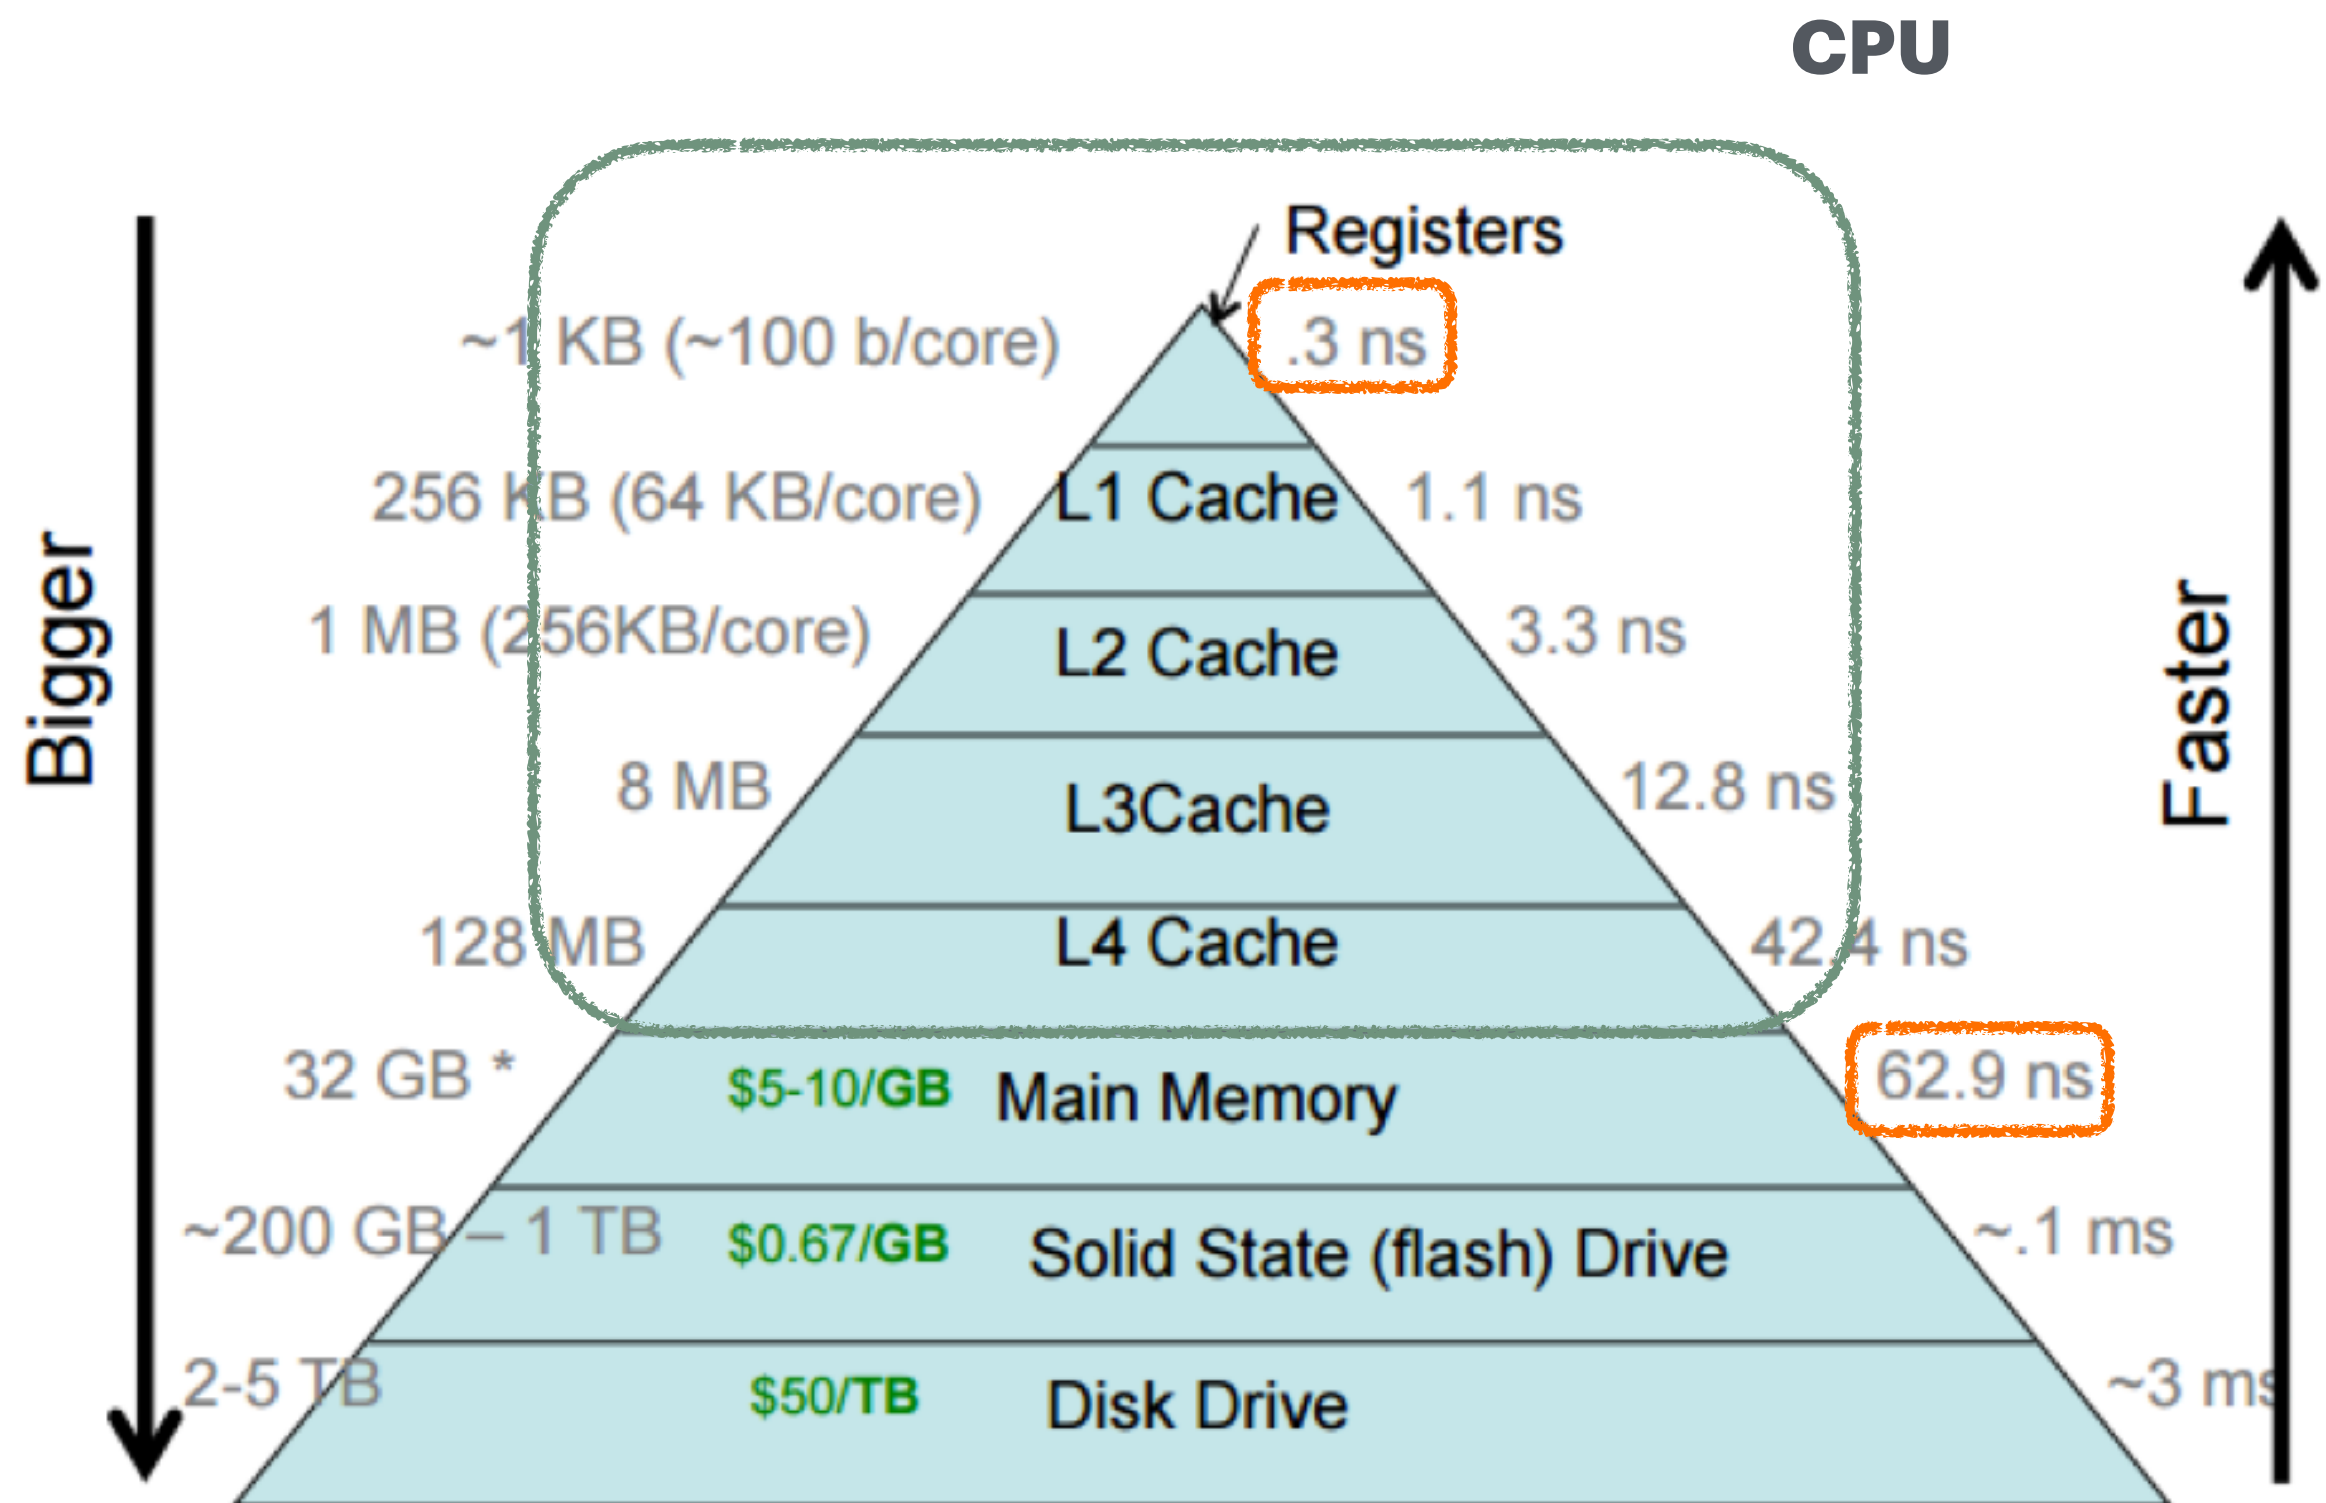 CPU
Registers
~1 KB (~100 b/core)
.3 ns
256 KB (64 KB/core)
L1 Cache
1.1 ns
1 MB (256KB/core)
L2 Cache
3.3 ns
8 MB
L3Cache
12.8 ns
128 MB
L4 Cache
42.4 ns
32 GB *
$5-10/GB
Main Memory
62.9 ns
~200 GB – 1 TB
$0.67/GB
Solid State (flash) Drive
~.1 ms
2-5 TB
$50/TB
Disk Drive
~3 ms
Bigger
Faster